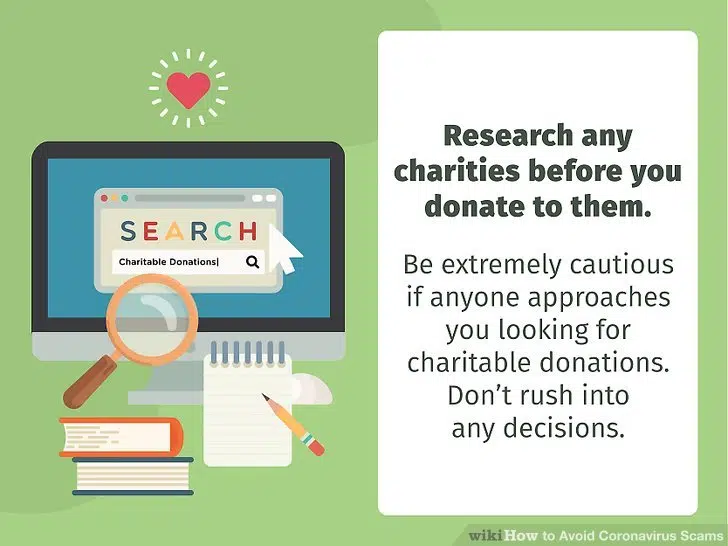 SEARCH
Charitable Donations
Research any
charities before you
donate to them.
Be extremely cautious
if anyone approaches
you looking for
charitable donations.
Don't rush into
any decisions.
wikiHow to Avoid Coronavirus Scams